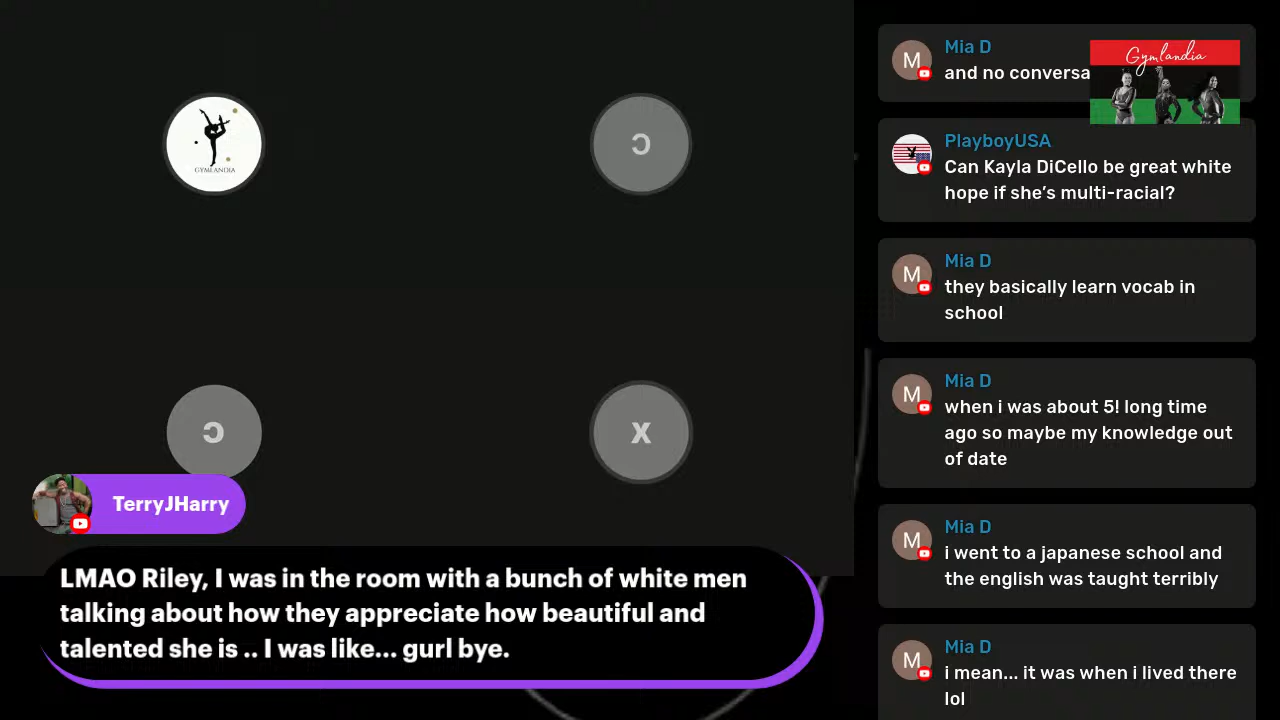 GYMLANDIA
C
C
X
TerryJHarry
LMAO Riley, I was in the room with a bunch of white men
talking about how they appreciate how beautiful and
talented she is .. I was like... gurl bye.
M
Mia D
and no conversa
Gymlandia
PlayboyUSA
Can Kayla DiCello be great white
hope if she’s multi-racial?
M
Mia D
they basically learn vocab in
school
M
Mia D
when i was about 5! long time
ago so maybe my knowledge out
of date
M
Mia D
i went to a japanese school and
the english was taught terribly
M
Mia D
i mean... it was when i lived there
lol